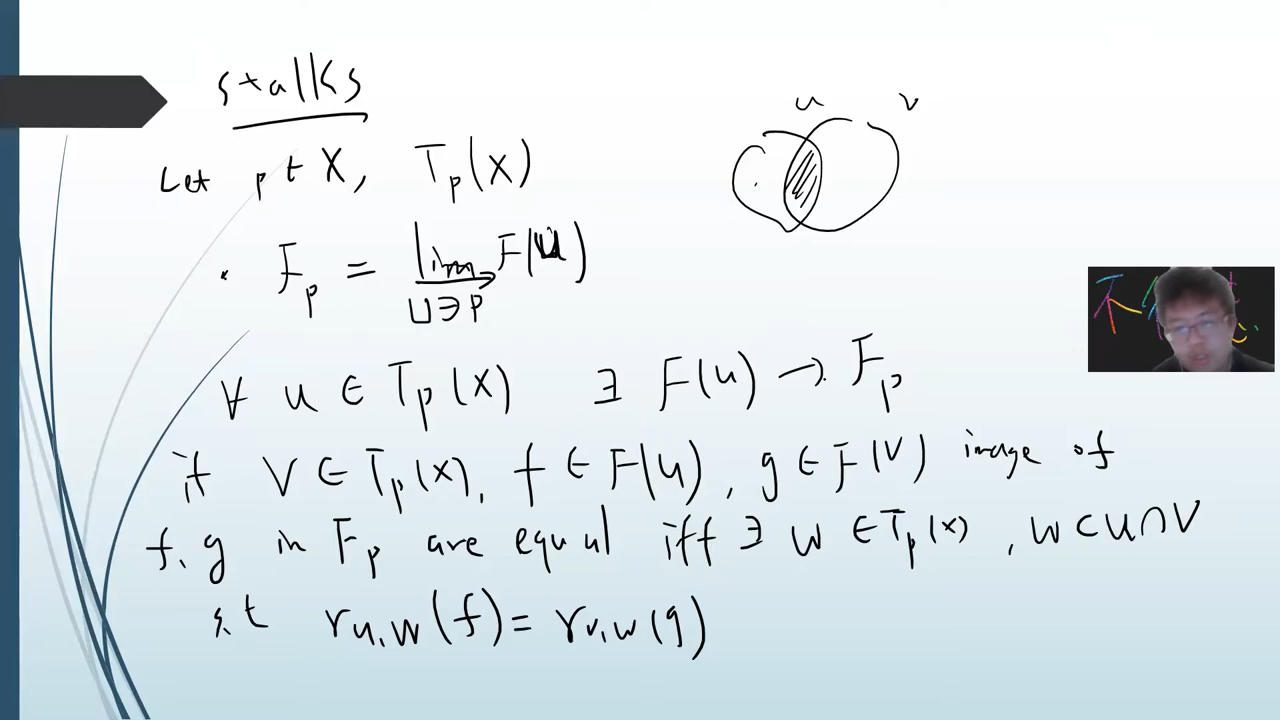 stalks
Let p ∈ X, T_p(X)
u v
· F_p = lim F(U)
U∋p
∀ u ∈ T_p(X) ∃ F(u) → F_p
if V ∈ T_p(X), f ∈ F(u), g ∈ F(V) image of
f, g in F_p are equal iff ∃ W ∈ T_p(X), W ⊂ U ∩ V
s.t r_{u,w}(f) = r_{v,w}(g)